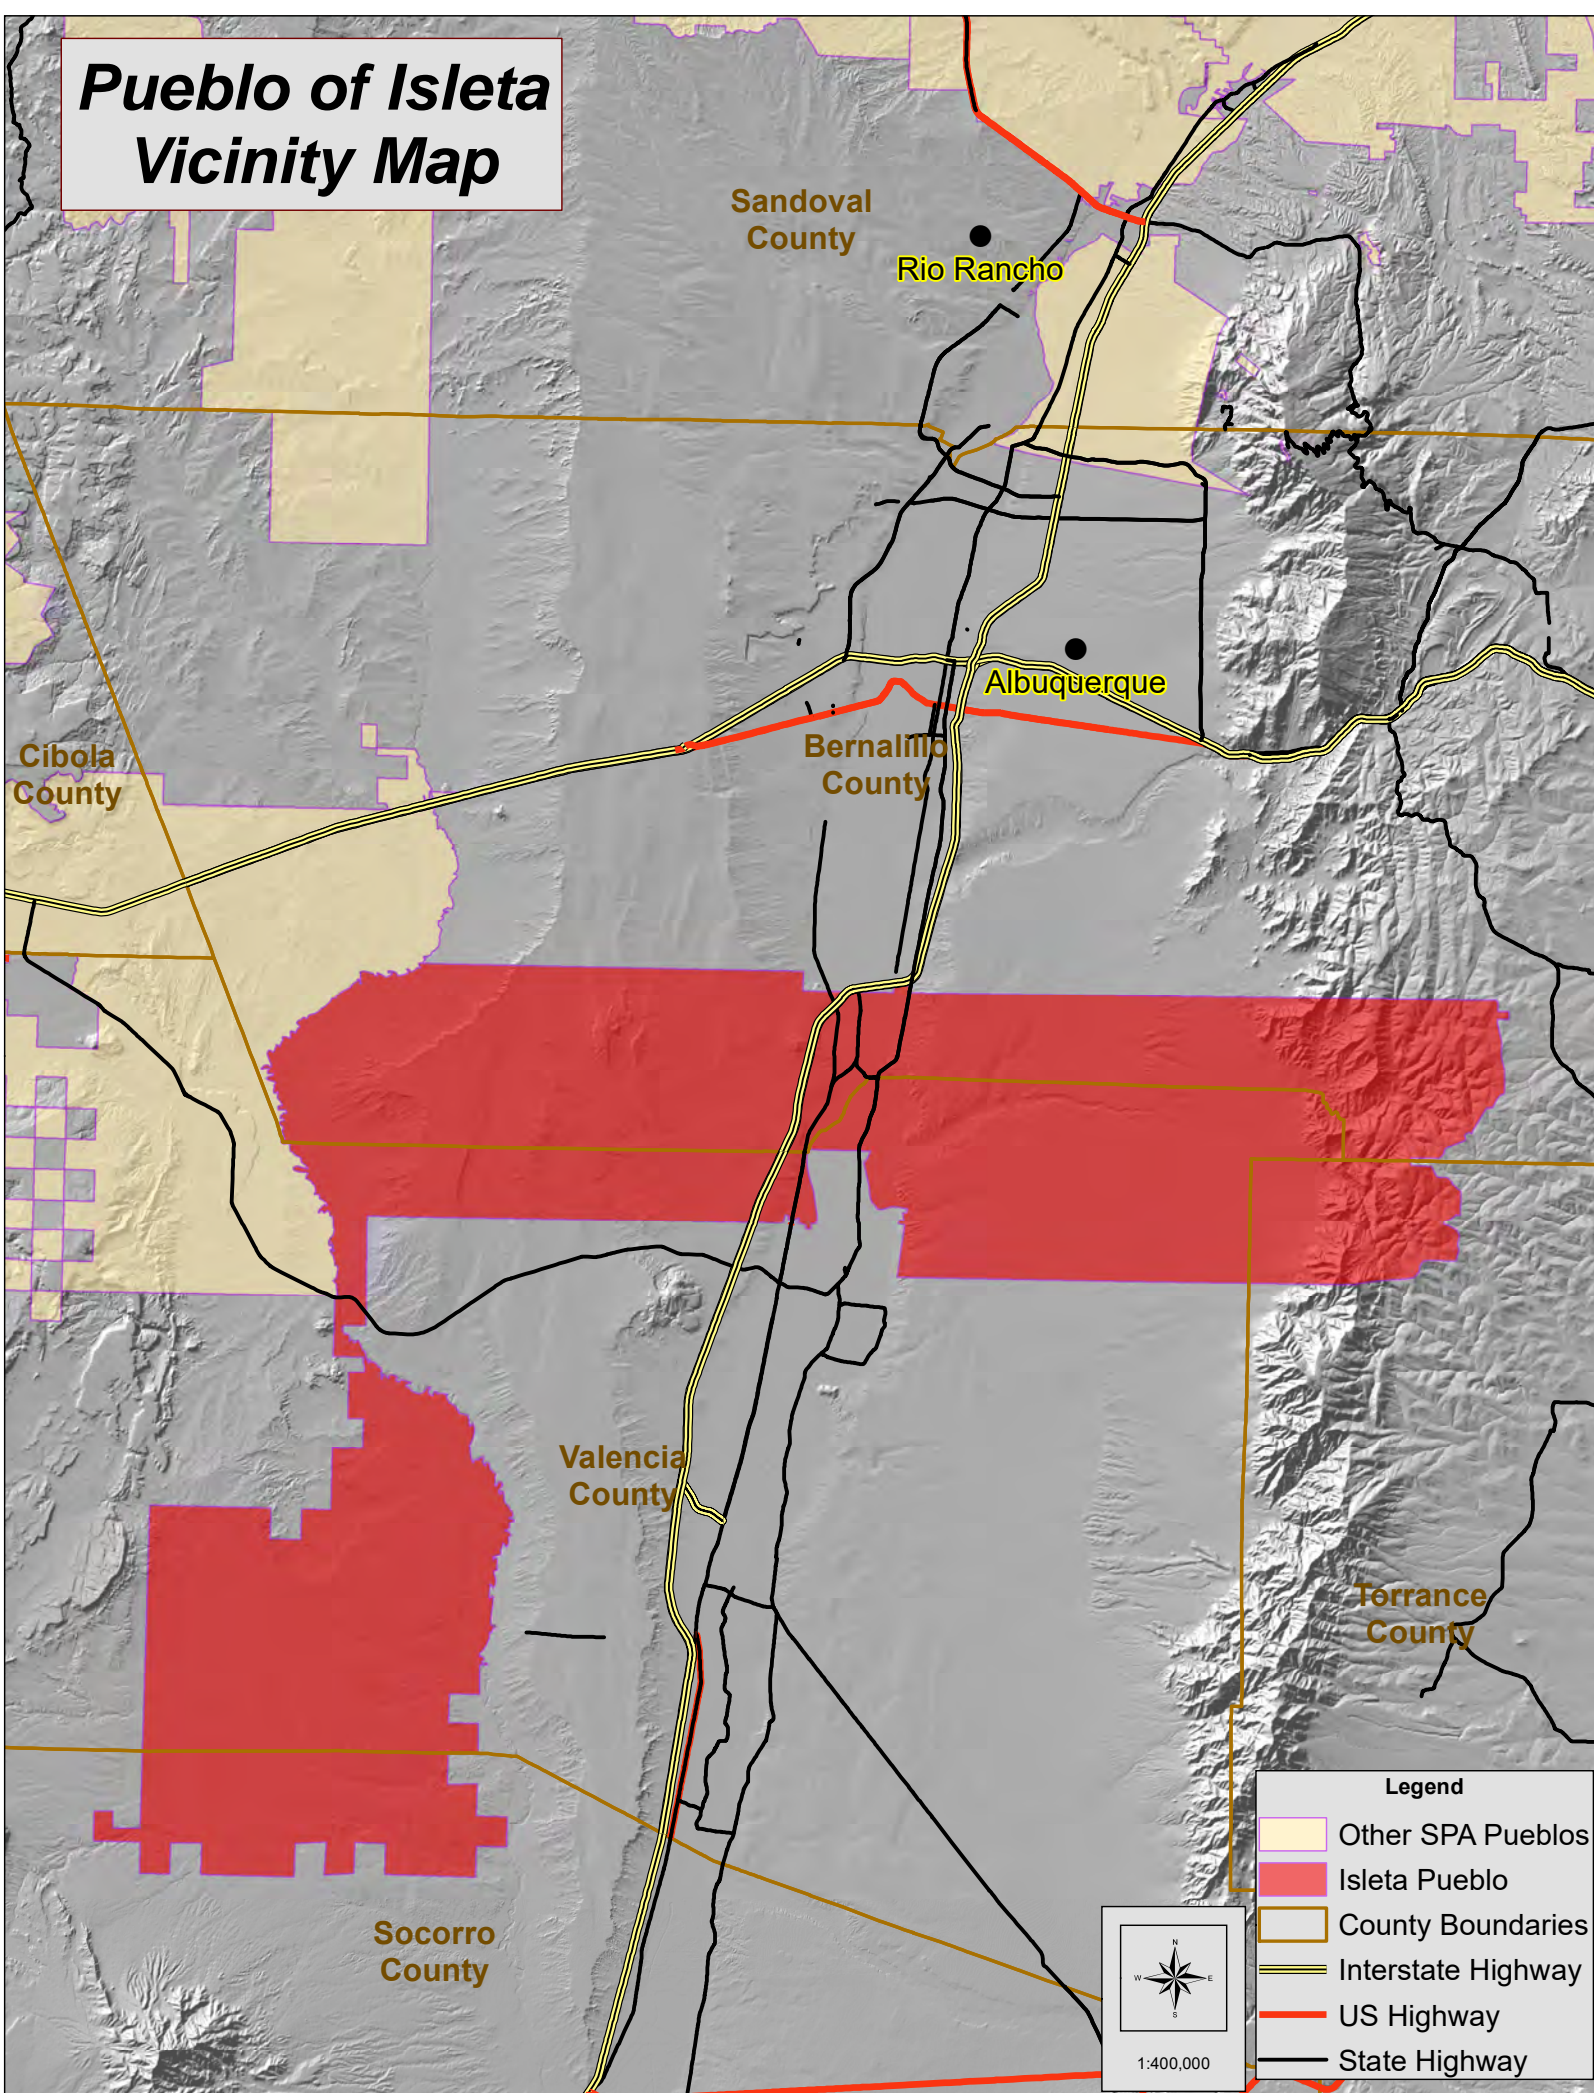 Pueblo of Isleta
Vicinity Map
Sandoval
County
Rio Rancho
Albuquerque
Bernalillo
County
Cibola
County
Valencia
County
Torrance
County
Socorro
County
Legend
Other SPA Pueblos
Isleta Pueblo
County Boundaries
Interstate Highway
US Highway
State Highway
N
W
E
S
1:400,000